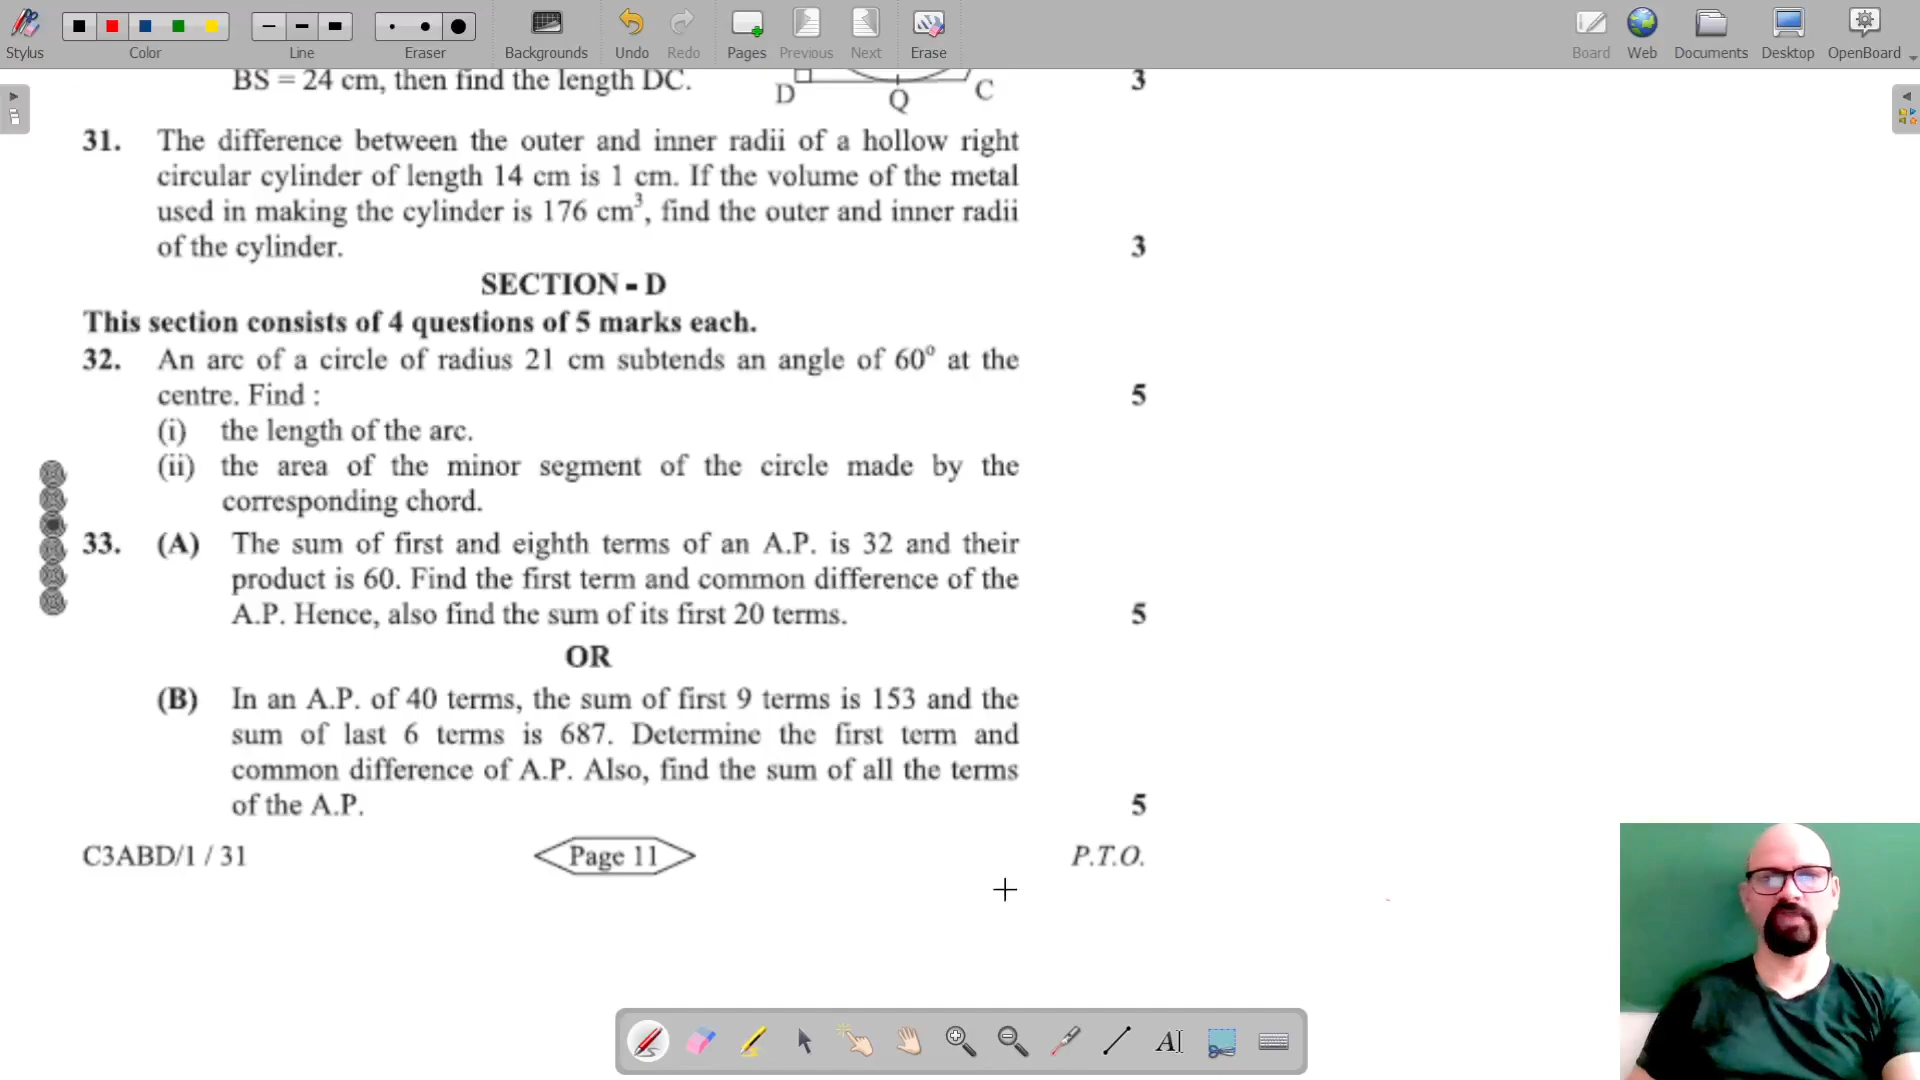 Stylus
Color
Line
Eraser
Backgrounds
Undo
Redo
Pages
Previous
Next
Erase
Board
Web
Documents
Desktop
OpenBoard
BS = 24 cm, then find the length DC.
D
Q
C
3
31. The difference between the outer and inner radii of a hollow right
circular cylinder of length 14 cm is 1 cm. If the volume of the metal
used in making the cylinder is 176 cm³, find the outer and inner radii
of the cylinder. 3
SECTION - D
This section consists of 4 questions of 5 marks each.
32. An arc of a circle of radius 21 cm subtends an angle of 60° at the
centre. Find : 5
(i) the length of the arc.
(ii) the area of the minor segment of the circle made by the
corresponding chord.
33. (A) The sum of first and eighth terms of an A.P. is 32 and their
product is 60. Find the first term and common difference of the
A.P. Hence, also find the sum of its first 20 terms. 5
OR
(B) In an A.P. of 40 terms, the sum of first 9 terms is 153 and the
sum of last 6 terms is 687. Determine the first term and
common difference of A.P. Also, find the sum of all the terms
of the A.P. 5
C3ABD/1 / 31 Page 11 P.T.O.